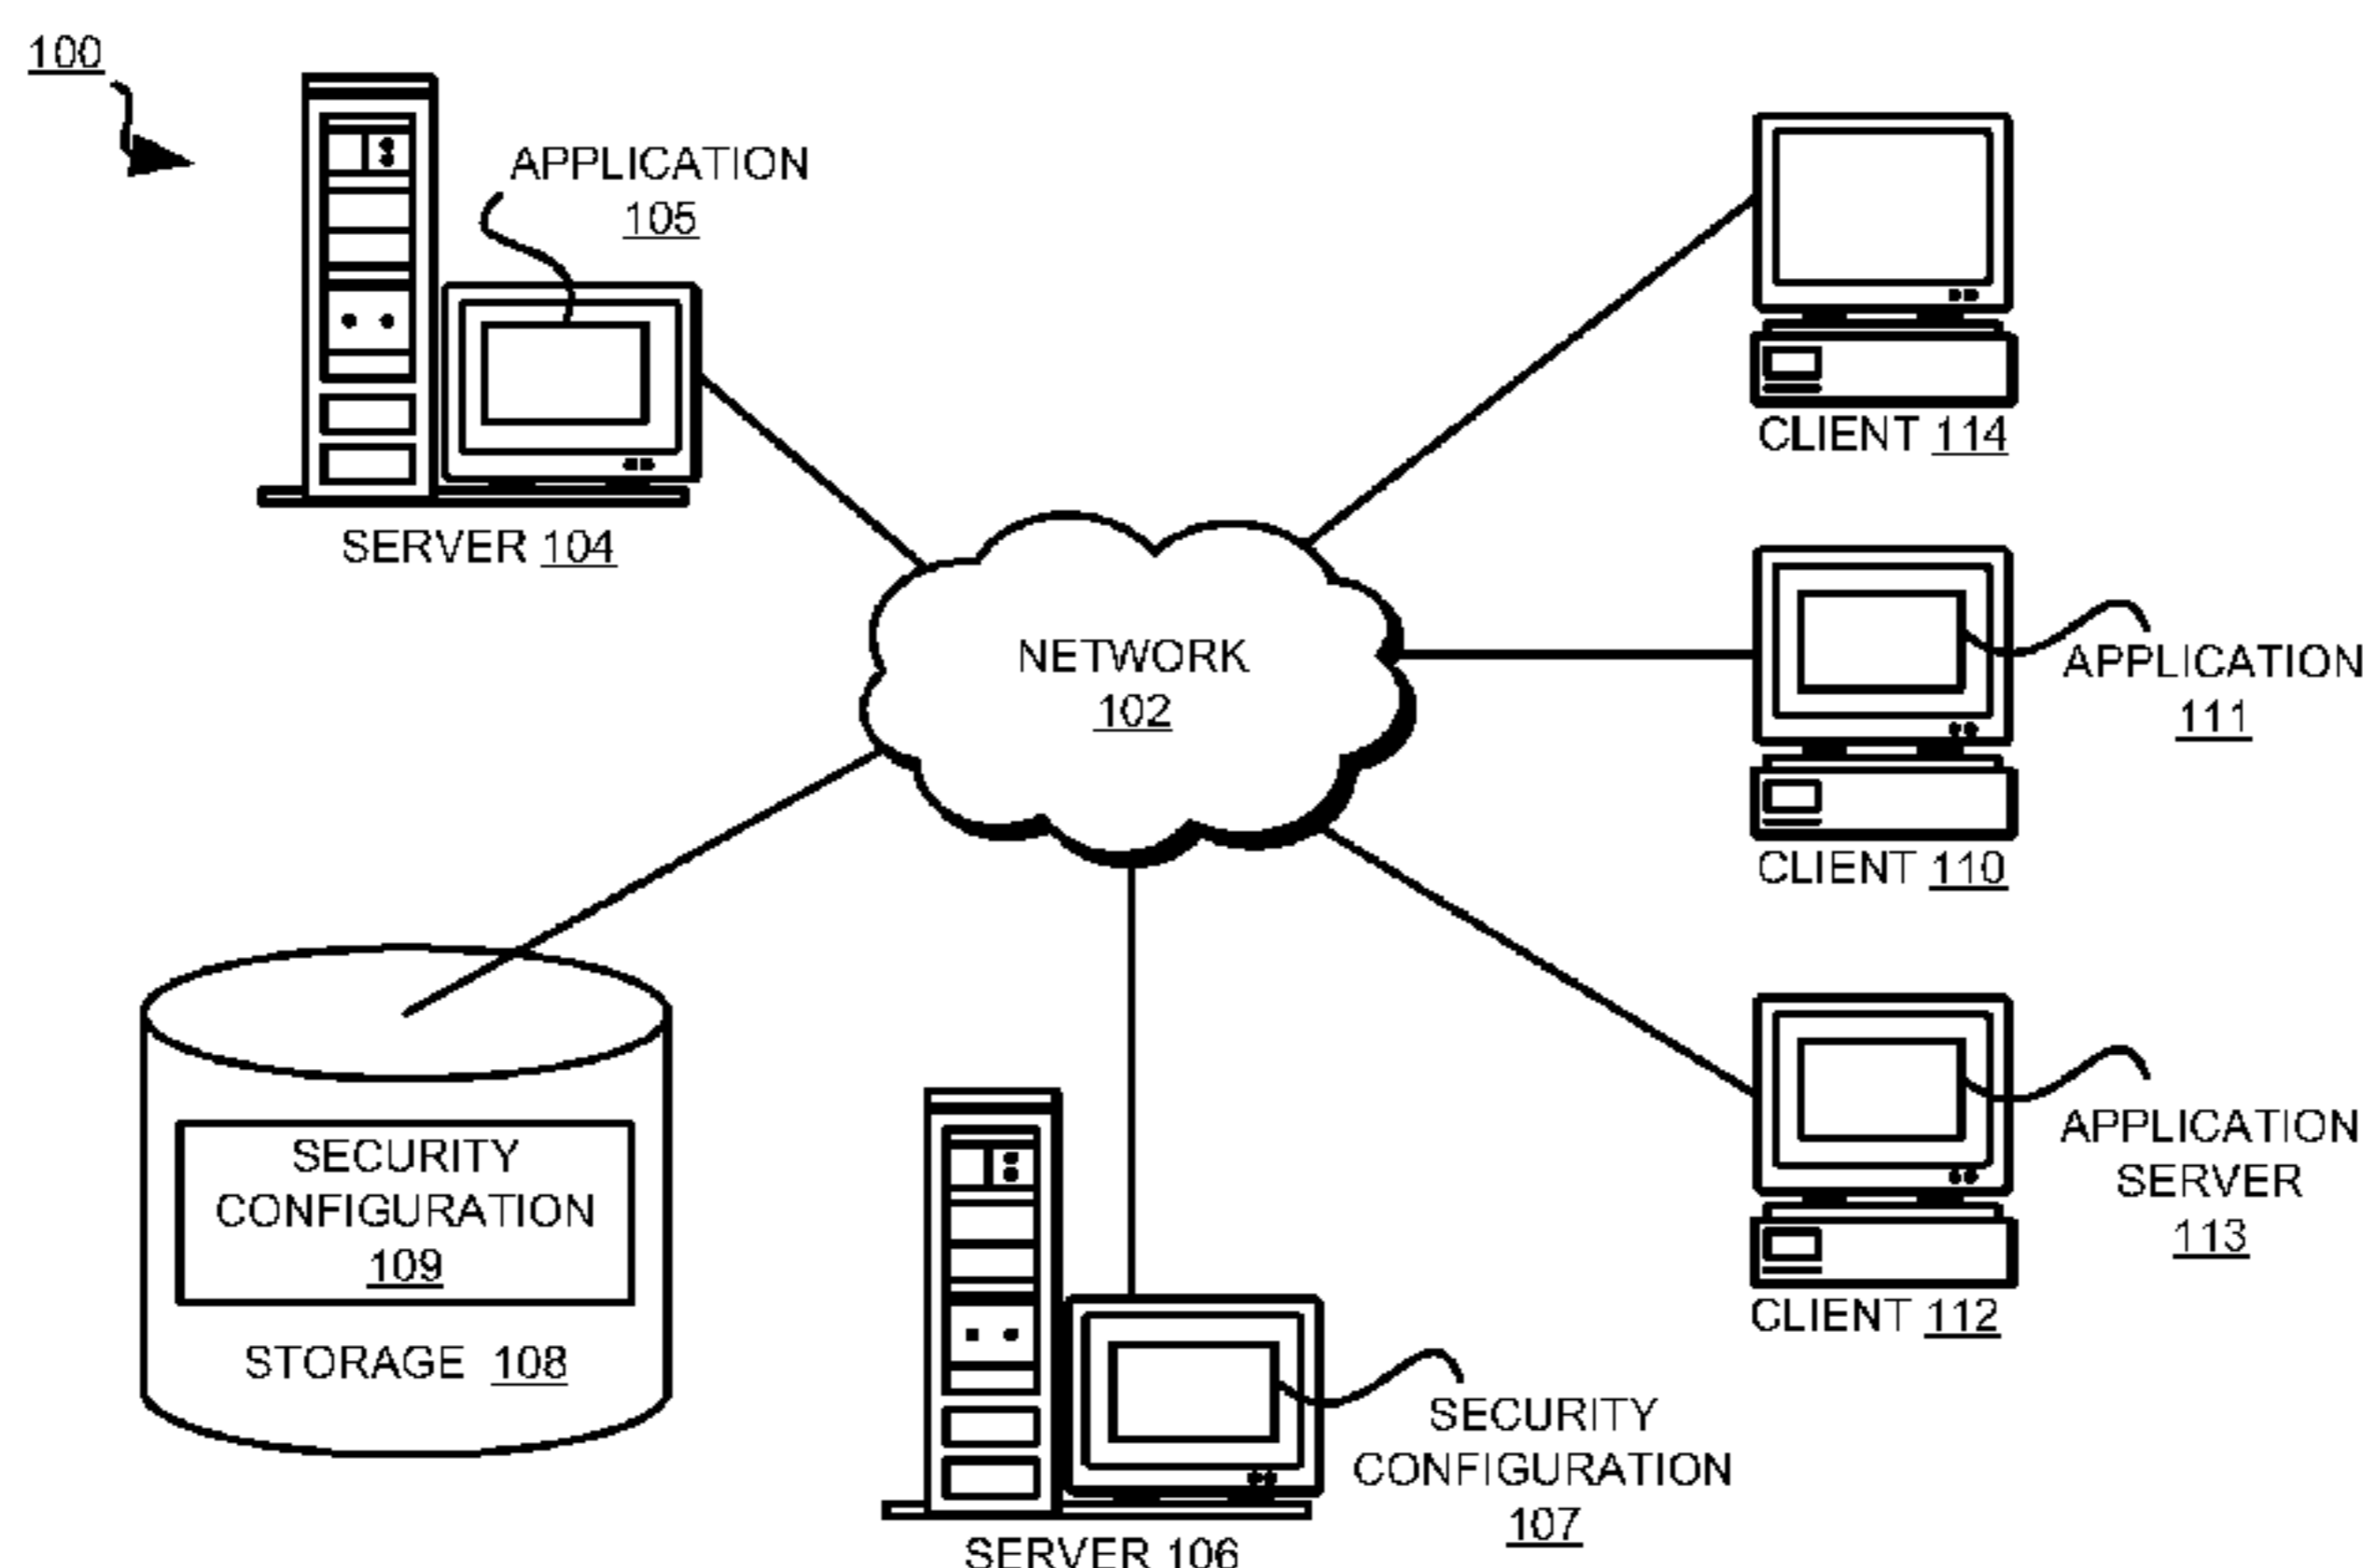 100
APPLICATION
105
SERVER 104
CLIENT 114
NETWORK
102
APPLICATION
111
CLIENT 110
SECURITY
CONFIGURATION
109
STORAGE 108
APPLICATION
SERVER
113
CLIENT 112
SECURITY
CONFIGURATION
107
SERVER 106